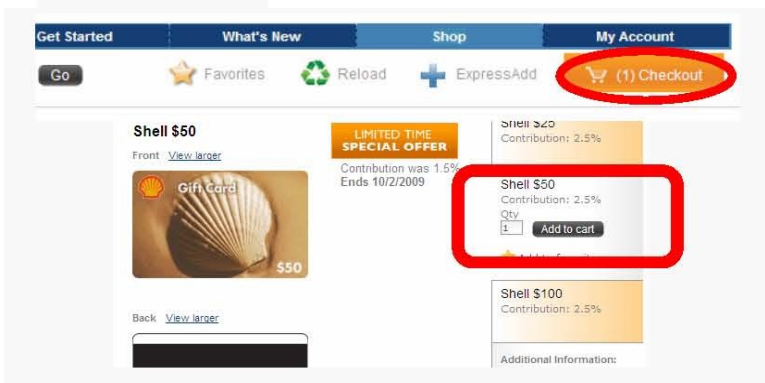 Get Started What's New Shop My Account
Go Favorites Reload ExpressAdd (1) Checkout
Shell $50
Front View larger
Gift Card
$50
Back View larger
LIMITED TIME
SPECIAL OFFER
Contribution was 1.5%
Ends 10/2/2009
Shell $25
Contribution: 2.5%
Shell $50
Contribution: 2.5%
Qty
1 Add to cart
Shell $100
Contribution: 2.5%
Additional Information: